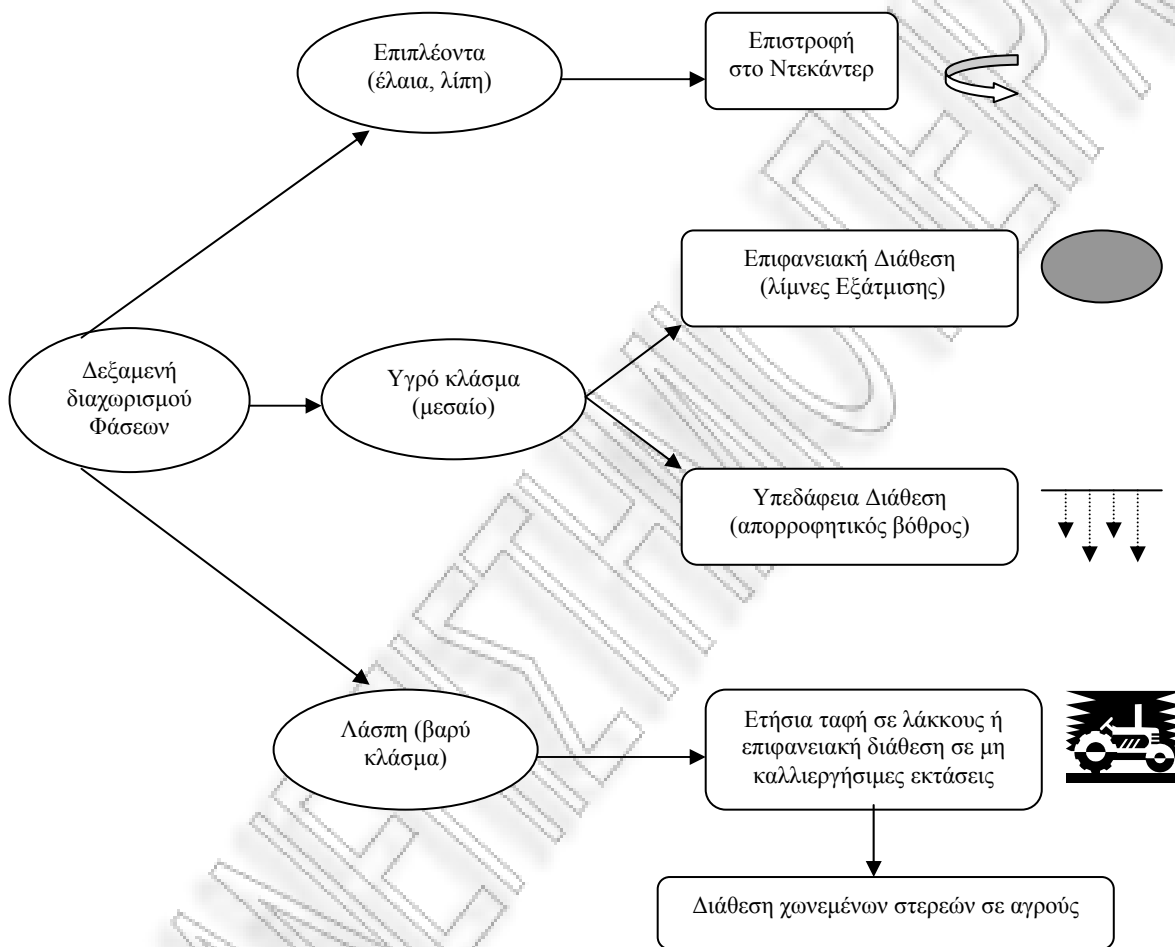 Επιπλέοντα
(έλαια, λίπη)
Επιστροφή
στο Ντεκάντερ
Επιφανειακή Διάθεση
(λίμνες Εξάτμισης)
Δεξαμενή
διαχωρισμού
Φάσεων
Υγρό κλάσμα
(μεσαίο)
Υπεδάφεια Διάθεση
(απορροφητικός βόθρος)
Λάσπη (βαρύ
κλάσμα)
Ετήσια ταφή σε λάκκους ή
επιφανειακή διάθεση σε μη
καλλιεργήσιμες εκτάσεις
Διάθεση χωνεμένων στερεών σε αγρούς